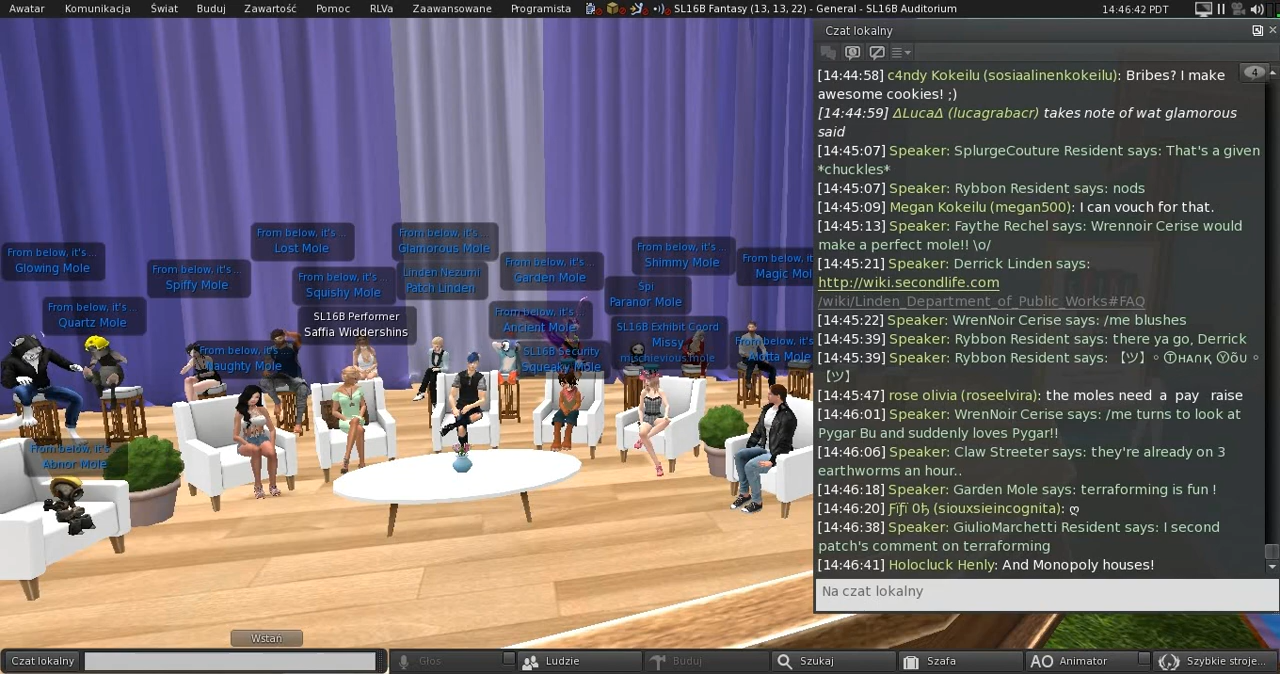 Awatar Komunikacja Świat Buduj Zawartość Pomoc RLVa Zaawansowane Programista SL16B Fantasy (13, 13, 22) - General - SL16B Auditorium 14:46:42 PDT
Czat lokalny
4
[14:44:58] c4ndy Kokeilu (sosiaalinenkokeilu): Bribes? I make
awesome cookies! ;)
[14:44:59] ΔLucaΔ (lucagrabacr) takes note of wat glamorous
said
[14:45:07] Speaker: SplurgeCouture Resident says: That's a given
*chuckles*
[14:45:07] Speaker: Rybbon Resident says: nods
[14:45:09] Megan Kokeilu (megan500): I can vouch for that.
[14:45:13] Speaker: Faythe Rechel says: Wrennoir Cerise would
make a perfect mole!! \o/
[14:45:21] Speaker: Derrick Linden says:
http://wiki.secondlife.com
/wiki/Linden_Department_of_Public_Works#FAQ
[14:45:22] Speaker: WrenNoir Cerise says: /me blushes
[14:45:39] Speaker: Rybbon Resident says: there ya go, Derrick
[14:45:39] Speaker: Rybbon Resident says: 【ツ】◦ Ⓣнαηқ Ⓨőυ ◦
【ツ】
[14:45:47] rose olivia (roseelvira): the moles need a pay raise
[14:46:01] Speaker: WrenNoir Cerise says: /me turns to look at
Pygar Bu and suddenly loves Pygar!!
[14:46:06] Speaker: Claw Streeter says: they're already on 3
earthworms an hour..
[14:46:18] Speaker: Garden Mole says: terraforming is fun !
[14:46:20] Ƒïƒï 0ђ (siouxsieincognita): ღ
[14:46:38] Speaker: GiulioMarchetti Resident says: I second
patch's comment on terraforming
[14:46:41] Holocluck Henly: And Monopoly houses!
Na czat lokalny
From below, it's ...
Glowing Mole
From below, it's ...
Quartz Mole
From below, it's ...
Spiffy Mole
From below, it's ...
Lost Mole
From below, it's ...
Squishy Mole
SL16B Performer
Saffia Widdershins
From below, it's ...
Naughty Mole
From below, it's ...
Glamorous Mole
Linden Nezumi
Patch Linden
From below, it's ...
Garden Mole
From below, it's ...
Ancient Mole
SL16B Security
Squeaky Mole
From below, it's ...
Shimmy Mole
Spi
Paranor Mole
SL16B Exhibit Coord
Missy
mischievious.mole
From below, it's
Magic Mol
From below, it's
Alotta Mole
From below, it's
Abnor Mole
Wstań
Czat lokalny Głos Ludzie Buduj Szukaj Szafa AO Animator Szybkie stroje...